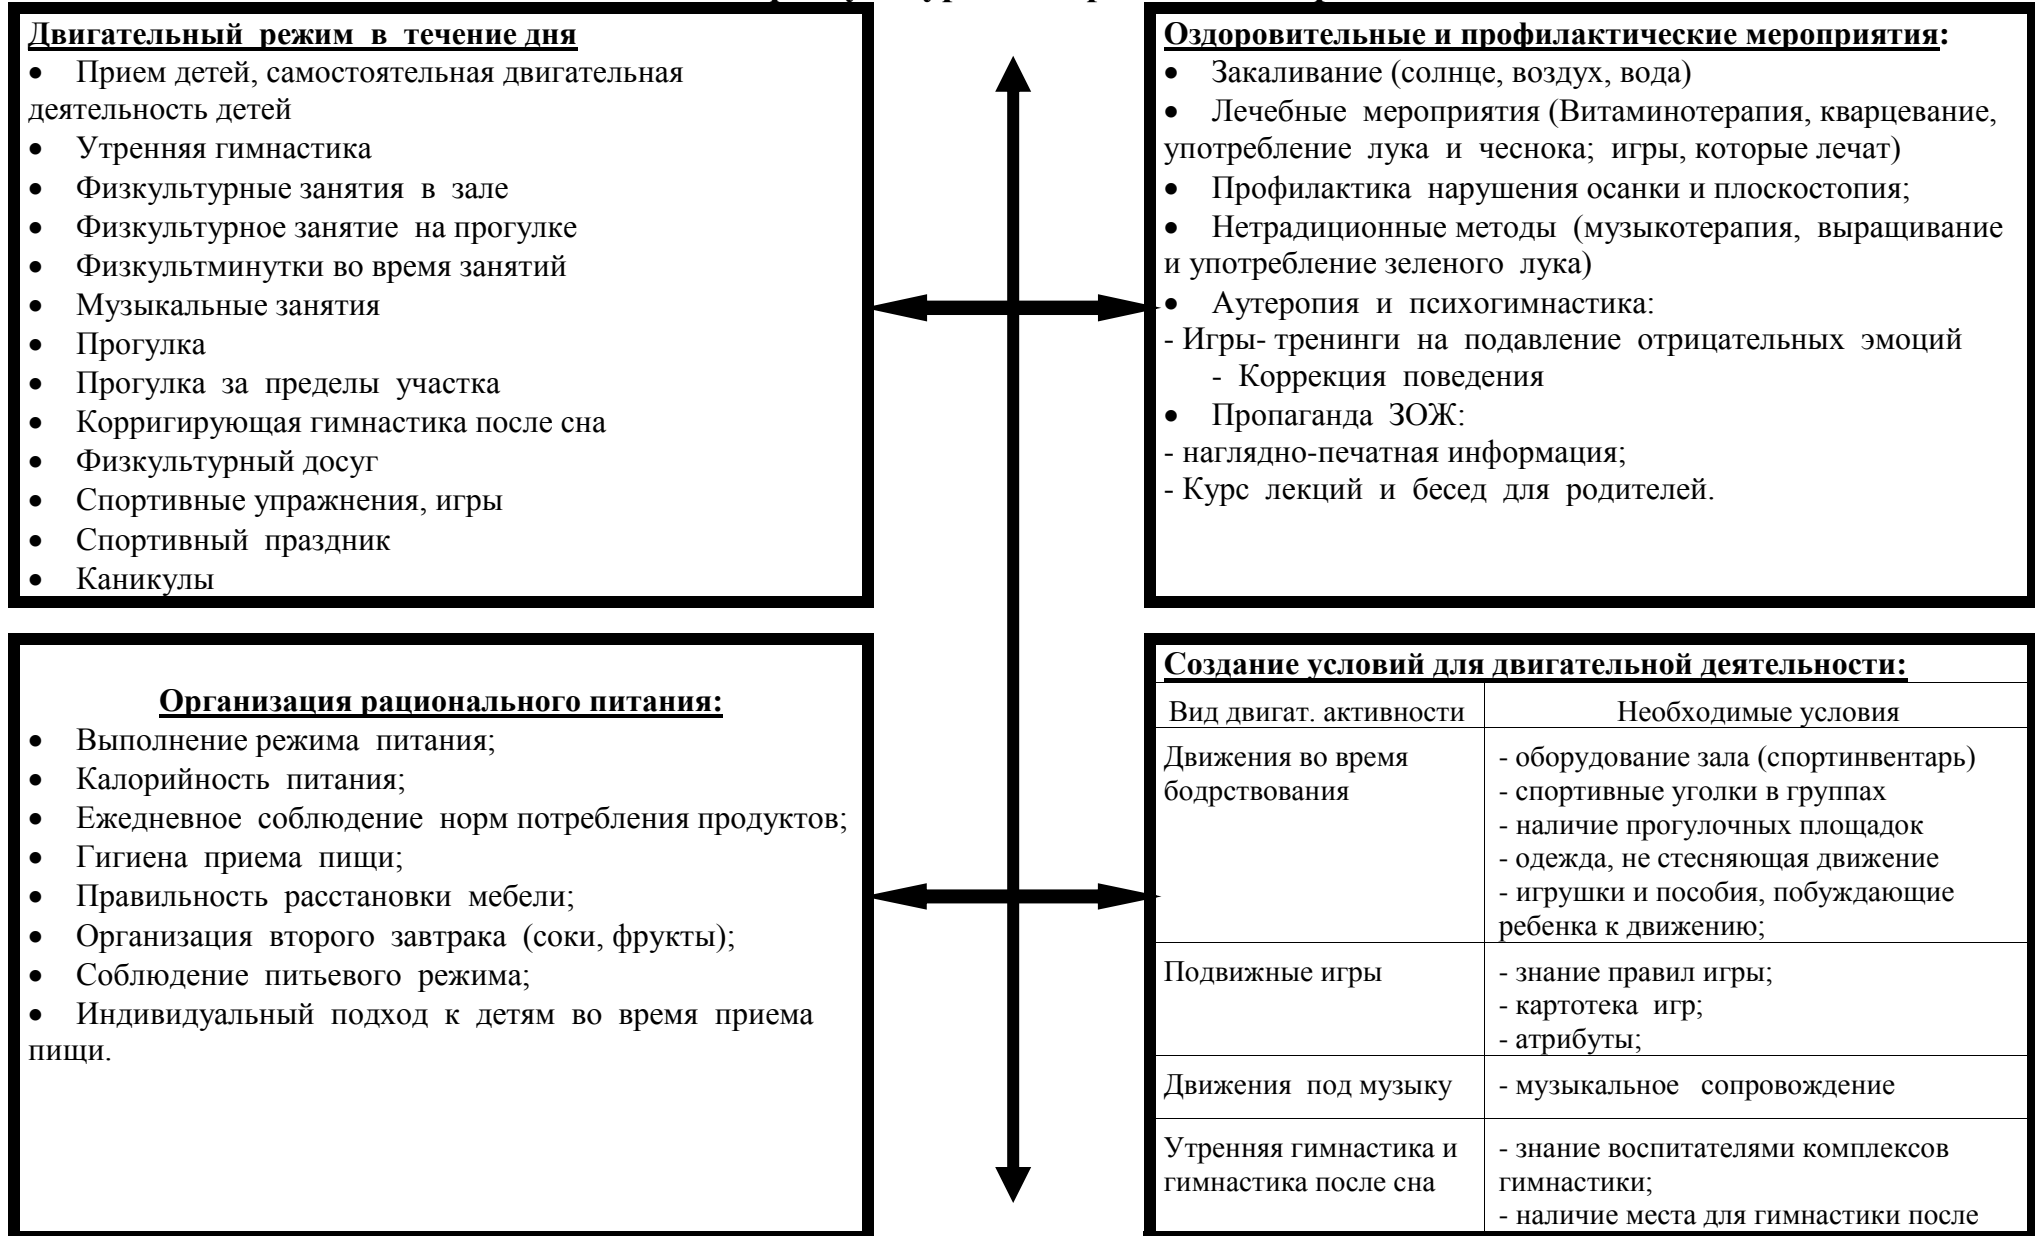 Двигательный режим в течение дня
• Прием детей, самостоятельная двигательная
деятельность детей
• Утренняя гимнастика
• Физкультурные занятия в зале
• Физкультурное занятие на прогулке
• Физкультминутки во время занятий
• Музыкальные занятия
• Прогулка
• Прогулка за пределы участка
• Корригирующая гимнастика после сна
• Физкультурный досуг
• Спортивные упражнения, игры
• Спортивный праздник
• Каникулы
Оздоровительные и профилактические мероприятия:
• Закаливание (солнце, воздух, вода)
• Лечебные мероприятия (Витаминотерапия, кварцевание,
употребление лука и чеснока; игры, которые лечат)
• Профилактика нарушения осанки и плоскостопия;
• Нетрадиционные методы (музыкотерапия, выращивание
и употребление зеленого лука)
• Аутеропия и психогимнастика:
- Игры- тренинги на подавление отрицательных эмоций
- Коррекция поведения
• Пропаганда ЗОЖ:
- наглядно-печатная информация;
- Курс лекций и бесед для родителей.
Организация рационального питания:
• Выполнение режима питания;
• Калорийность питания;
• Ежедневное соблюдение норм потребления продуктов;
• Гигиена приема пищи;
• Правильность расстановки мебели;
• Организация второго завтрака (соки, фрукты);
• Соблюдение питьевого режима;
• Индивидуальный подход к детям во время приема
пищи.
Создание условий для двигательной деятельности:
Вид двигат. активности Необходимые условия
Движения во время
бодрствования
- оборудование зала (спортинвентарь)
- спортивные уголки в группах
- наличие прогулочных площадок
- одежда, не стесняющая движение
- игрушки и пособия, побуждающие
ребенка к движению;
Подвижные игры
- знание правил игры;
- картотека игр;
- атрибуты;
Движения под музыку
- музыкальное сопровождение
Утренняя гимнастика и
гимнастика после сна
- знание воспитателями комплексов
гимнастики;
- наличие места для гимнастики после